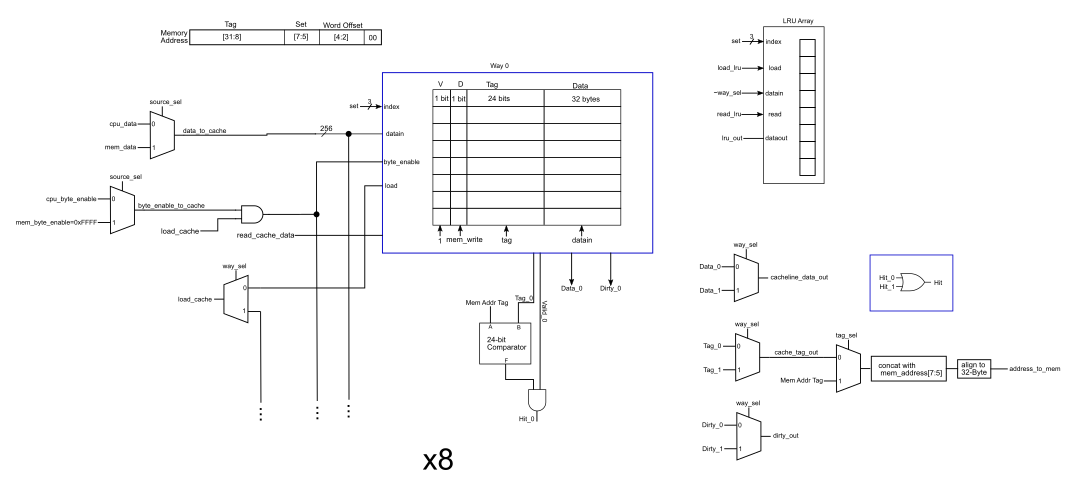 Tag Set Word Offset
Memory Address [31:8] [7:5] [4:2] 00
source_sel
cpu_data 0
mem_data 1
data_to_cache
256
source_sel
cpu_byte_enable 0
mem_byte_enable=0xFFFF 1
byte_enable_to_cache
load_cache
read_cache_data
way_sel
load_cache
0
1
Way 0
set 3 index
datain
byte_enable
load
V D Tag Data
1 bit 1 bit 24 bits 32 bytes
1 mem_write tag datain
Data_0 Dirty_0
Mem Addr Tag
Tag_0
Valid_0
A B
24-bit
Comparator
F
Hit_0
x8
LRU Array
set 3 index
load_lru load
~way_sel datain
read_lru read
lru_out dataout
way_sel
Data_0 0
Data_1 1
cacheline_data_out
Hit_0
Hit_1
Hit
way_sel
Tag_0 0
Tag_1 1
cache_tag_out
tag_sel
0
Mem Addr Tag 1
concat with
mem_address[7:5]
align to
32-Byte
address_to_mem
way_sel
Dirty_0 0
Dirty_1 1
dirty_out